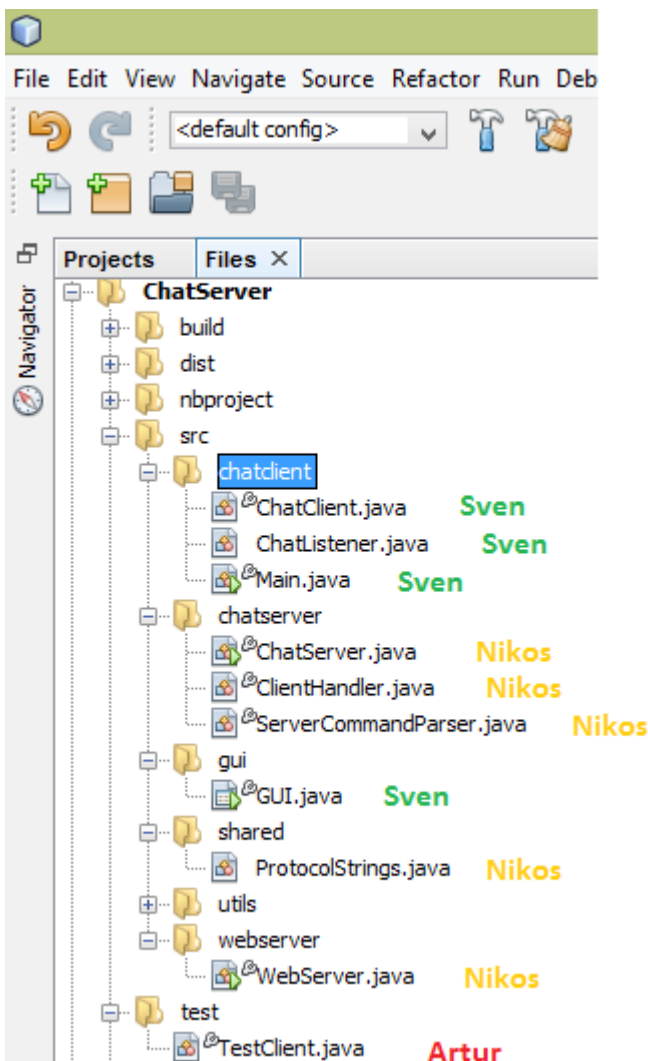 File Edit View Navigate Source Refactor Run Deb
<default config>
Projects Files
Navigator
ChatServer
build
dist
nbproject
src
chatclient
ChatClient.java Sven
ChatListener.java Sven
Main.java Sven
chatserver
ChatServer.java Nikos
ClientHandler.java Nikos
ServerCommandParser.java Nikos
gui
GUI.java Sven
shared
ProtocolStrings.java Nikos
utils
webserver
WebServer.java Nikos
test
TestClient.java Artur